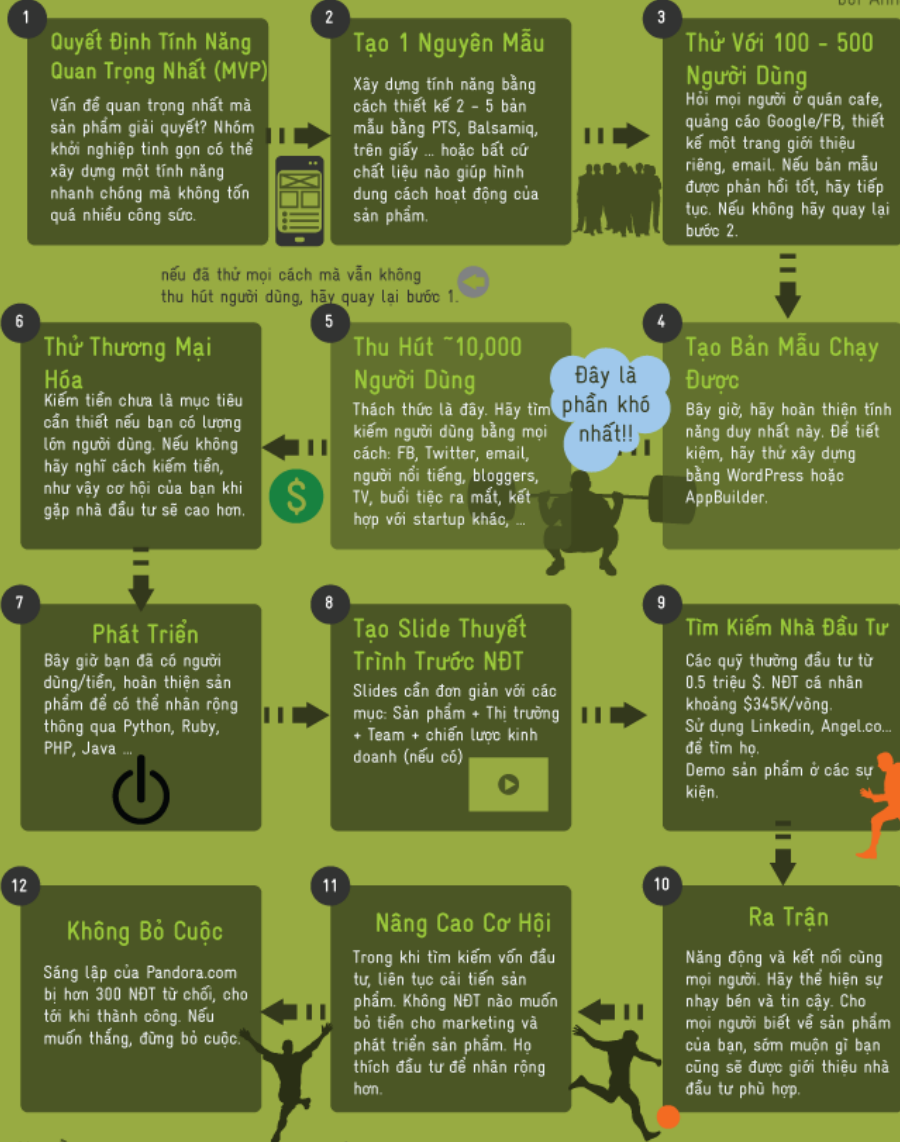 1
Quyết Định Tính Năng
Quan Trọng Nhất (MVP)
Vấn đề quan trọng nhất mà
sản phẩm giải quyết? Nhóm
khởi nghiệp tinh gọn có thể
xây dựng một tính năng
nhanh chóng mà không tốn
quá nhiều công sức.
2
Tạo 1 Nguyên Mẫu
Xây dựng tính năng bằng
cách thiết kế 2 - 5 bản
mẫu bằng PTS, Balsamiq,
trên giấy ... hoặc bất cứ
chất liệu nào giúp hình
dung cách hoạt động của
sản phẩm.
3
Thử Với 100 - 500
Người Dùng
Hỏi mọi người ở quán cafe,
quảng cáo Google/FB, thiết
kế một trang giới thiệu
riêng, email. Nếu bản mẫu
được phản hồi tốt, hãy tiếp
tục. Nếu không hãy quay lại
bước 2.
4
Tạo Bản Mẫu Chạy
Được
Bây giờ, hãy hoàn thiện tính
năng duy nhất này. Để tiết
kiệm, hãy thử xây dựng
bằng WordPress hoặc
AppBuilder.
Đây là
phần khó
nhất!!
5
Thu Hút ~10,000
Người Dùng
Thách thức là đây. Hãy tìm
kiếm người dùng bằng mọi
cách: FB, Twitter, email,
người nổi tiếng, bloggers,
TV, buổi tiệc ra mắt, kết
hợp với startup khác, ...
nếu đã thử mọi cách mà vẫn không
thu hút người dùng, hãy quay lại bước 1.
$
6
Thử Thương Mại
Hóa
Kiếm tiền chưa là mục tiêu
cần thiết nếu bạn có lượng
lớn người dùng. Nếu không
hãy nghĩ cách kiếm tiền,
như vậy cơ hội của bạn khi
gặp nhà đầu tư sẽ cao hơn.
7
Phát Triển
Bây giờ bạn đã có người
dùng/tiền, hoàn thiện sản
phẩm để có thể nhân rộng
thông qua Python, Ruby,
PHP, Java ...
8
Tạo Slide Thuyết
Trình Trước NĐT
Slides cần đơn giản với các
mục: Sản phẩm + Thị trường
+ Team + chiến lược kinh
doanh (nếu có)
9
Tìm Kiếm Nhà Đầu Tư
Các quỹ thường đầu tư từ
0.5 triệu $. NĐT cá nhân
khoảng $345K/vòng.
Sử dụng Linkedin, Angel.co...
để tìm họ.
Demo sản phẩm ở các sự
kiện.
10
Ra Trận
Năng động và kết nối cùng
mọi người. Hãy thể hiện sự
nhạy bén và tin cậy. Cho
mọi người biết về sản phẩm
của bạn, sớm muộn gì bạn
cũng sẽ được giới thiệu nhà
đầu tư phù hợp.
11
Nâng Cao Cơ Hội
Trong khi tìm kiếm vốn đầu
tư, liên tục cải tiến sản
phẩm. Không NĐT nào muốn
bỏ tiền cho marketing và
phát triển sản phẩm. Họ
thích đầu tư để nhân rộng
hơn.
12
Không Bỏ Cuộc
Sáng lập của Pandora.com
bị hơn 300 NĐT từ chối, cho
tới khi thành công. Nếu
muốn thắng, đừng bỏ cuộc.